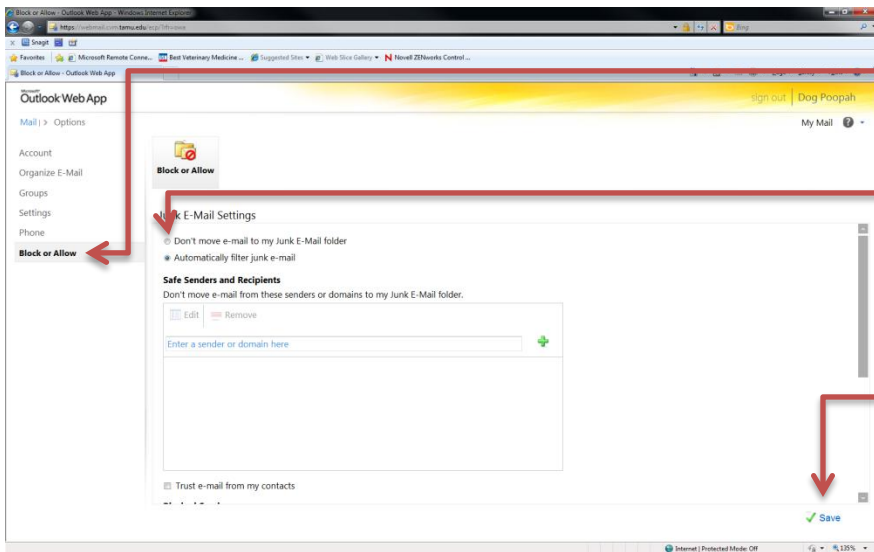 Block or Allow - Outlook Web App - Windows Internet Explorer
https://webmail.cvm.tamu.edu/ecp/?rfr=owa
Bing
x Snagit
Favorites Microsoft Remote Conne... Best Veterinary Medicine ... Suggested Sites Web Slice Gallery N Novell ZENworks Control ...
Block or Allow - Outlook Web App
Microsoft
Outlook Web App
sign out Dog Poopah
Mail > Options
My Mail ?
Account
Organize E-Mail
Groups
Settings
Phone
Block or Allow
Block or Allow
E-Mail Settings
Don't move e-mail to my Junk E-Mail folder
Automatically filter junk e-mail
Safe Senders and Recipients
Don't move e-mail from these senders or domains to my Junk E-Mail folder.
Edit Remove
Enter a sender or domain here
Trust e-mail from my contacts
Save
Internet | Protected Mode: Off
135%